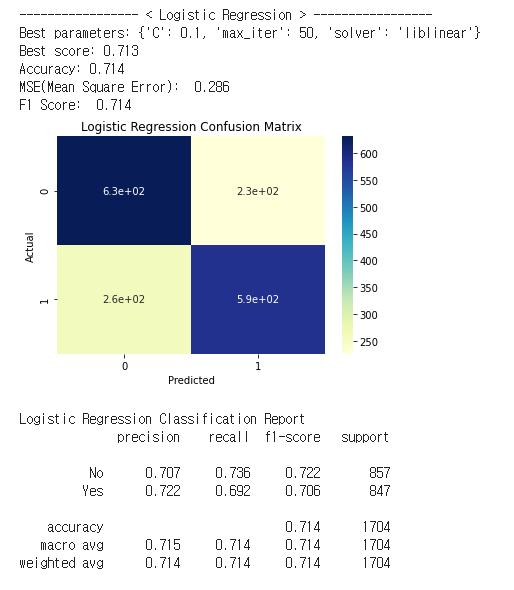 ----------------- < Logistic Regression > -----------------
Best parameters: {'C': 0.1, 'max_iter': 50, 'solver': 'liblinear'}
Best score: 0.713
Accuracy: 0.714
MSE(Mean Square Error):  0.286
F1 Score:  0.714
Logistic Regression Confusion Matrix
0 6.3e+02 2.3e+02
1 2.6e+02 5.9e+02
0 1
Actual
Predicted
600
550
500
450
400
350
300
250
Logistic Regression Classification Report
precision recall f1-score support
No 0.707 0.736 0.722 857
Yes 0.722 0.692 0.706 847
accuracy 0.714 1704
macro avg 0.715 0.714 0.714 1704
weighted avg 0.714 0.714 0.714 1704